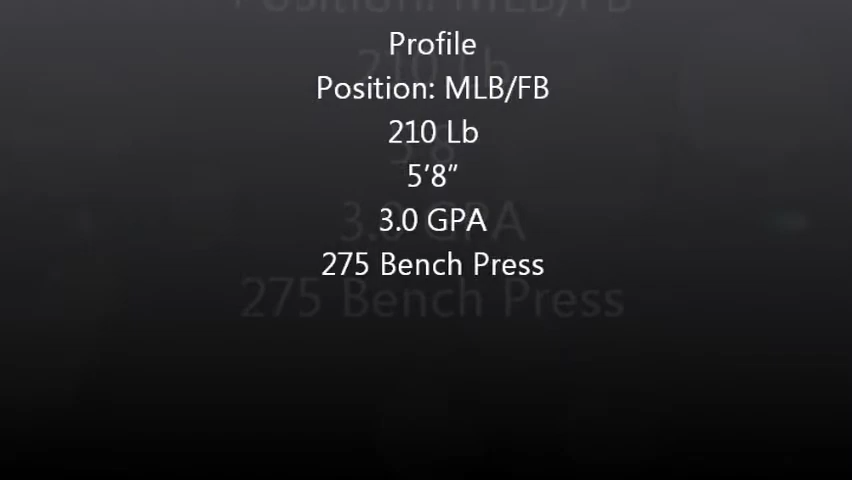 Profile
Position: MLB/FB
210 Lb
5'8"
3.0 GPA
275 Bench Press